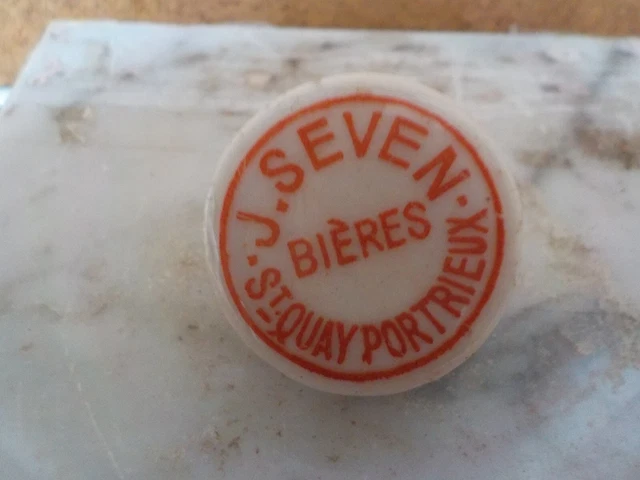 J. SEVEN.
BIÈRES
. ST. QUAY PORTRIEUX